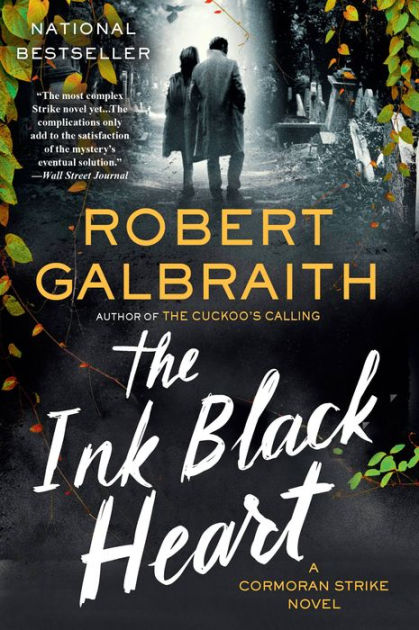 NATIONAL
BESTSELLER
“The most complex
Strike novel yet...The
complications only
add to the satisfaction
of the mystery’s
eventual solution.”
—Wall Street Journal
ROBERT
GALBRAITH
AUTHOR OF THE CUCKOO’S CALLING
the
Ink Black
Heart
A
CORMORAN STRIKE
NOVEL